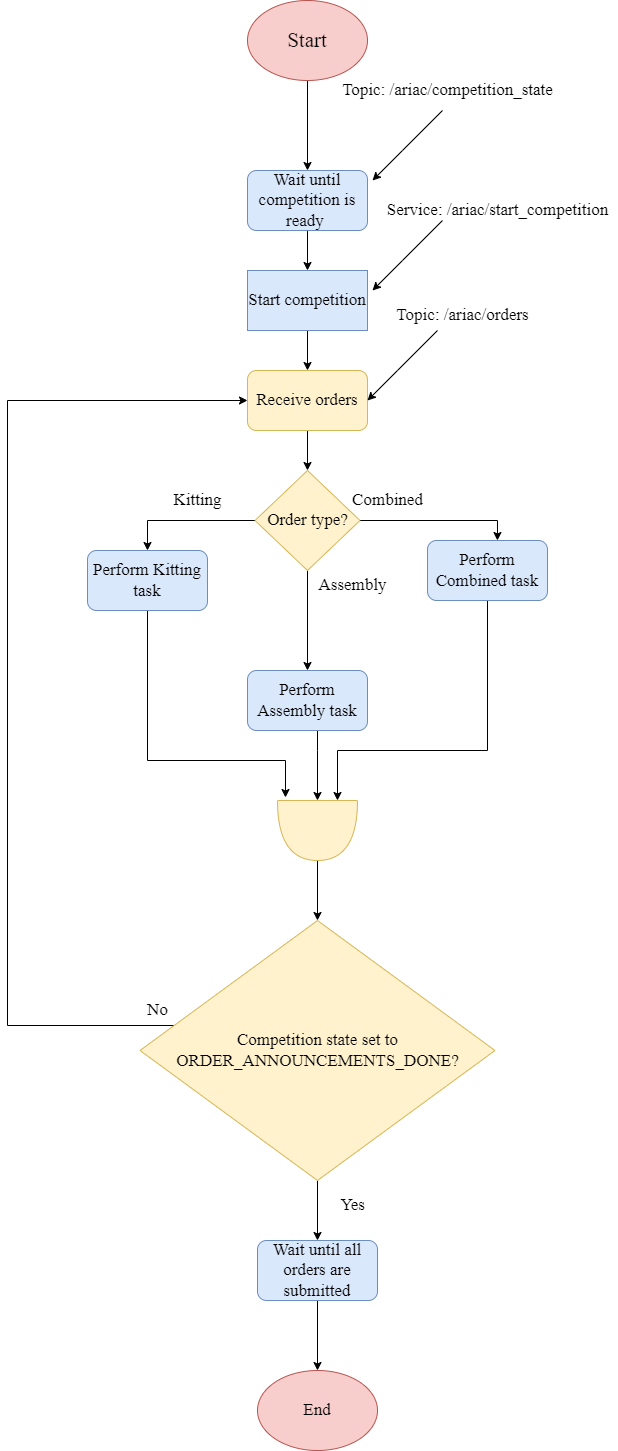 Start
Topic: /ariac/competition_state
Wait until
competition is
ready
Service: /ariac/start_competition
Start competition
Topic: /ariac/orders
Receive orders
Kitting
Combined
Order type?
Perform Kitting
task
Perform
Combined task
Assembly
Perform
Assembly task
No
Competition state set to
ORDER_ANNOUNCEMENTS_DONE?
Yes
Wait until all
orders are
submitted
End